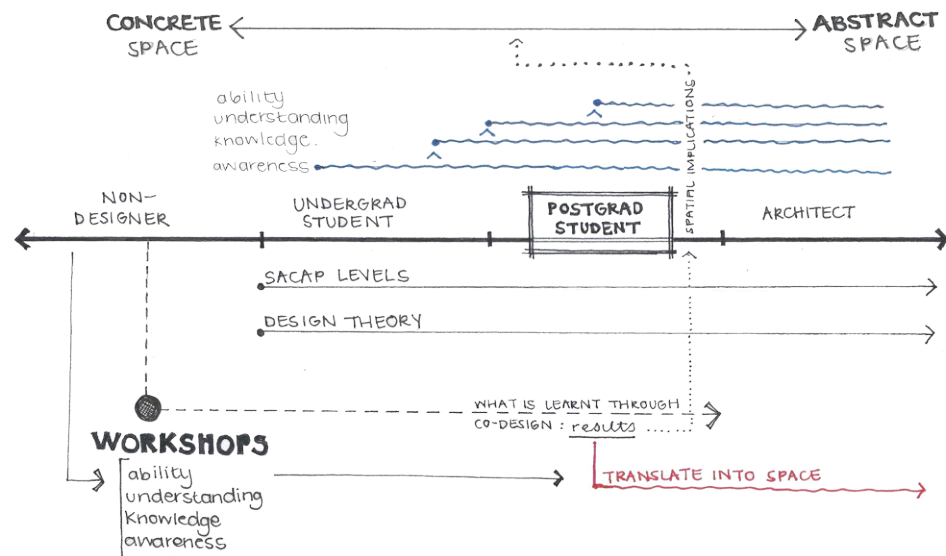 CONCRETE
SPACE
ABSTRACT
SPACE
ability
understanding
knowledge.
awareness
SPATIAL IMPLICATIONS
NON-
DESIGNER
UNDERGRAD
STUDENT
POSTGRAD
STUDENT
ARCHITECT
SACAP LEVELS
DESIGN THEORY
WHAT IS LEARNT THROUGH
CO-DESIGN : results ......
WORKSHOPS
ability
understanding
knowledge
awareness
TRANSLATE INTO SPACE